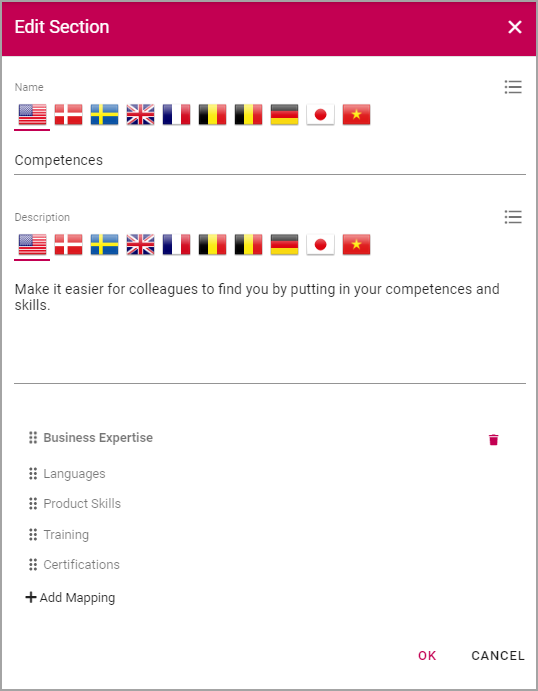 Edit Section
Name
Competences
Description
Make it easier for colleagues to find you by putting in your competences and
skills.
Business Expertise
Languages
Product Skills
Training
Certifications
Add Mapping
OK CANCEL